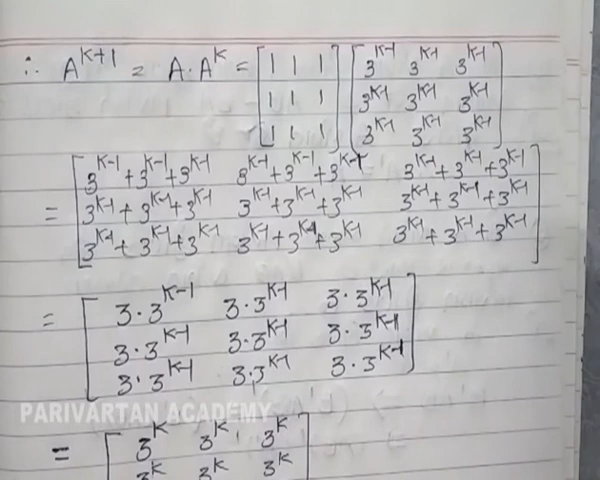 ∴ A^{K+1} = A·A^K = [1 1 1] [3^{K-1} 3^{K-1} 3^{K-1}]
[1 1 1] [3^{K-1} 3^{K-1} 3^{K-1}]
[1 1 1] [3^{K-1} 3^{K-1} 3^{K-1}]
= [3^{K-1}+3^{K-1}+3^{K-1} 3^{K-1}+3^{K-1}+3^{K-1} 3^{K-1}+3^{K-1}+3^{K-1}]
[3^{K-1}+3^{K-1}+3^{K-1} 3^{K-1}+3^{K-1}+3^{K-1} 3^{K-1}+3^{K-1}+3^{K-1}]
[3^{K-1}+3^{K-1}+3^{K-1} 3^{K-1}+3^{K-1}+3^{K-1} 3^{K-1}+3^{K-1}+3^{K-1}]
= [3·3^{K-1} 3·3^{K-1} 3·3^{K-1}]
[3·3^{K-1} 3·3^{K-1} 3·3^{K-1}]
[3·3^{K-1} 3·3^{K-1} 3·3^{K-1}]
PARIVARTAN ACADEMY
= [3^K 3^K 3^K]
[3^K 3^K 3^K]